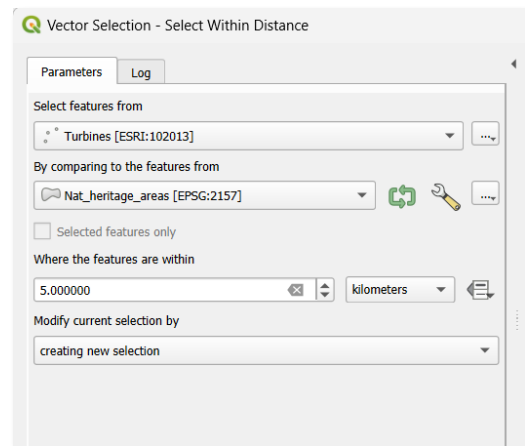 Vector Selection - Select Within Distance
Parameters Log
Select features from
Turbines [ESRI:102013] ...
By comparing to the features from
Nat_heritage_areas [EPSG:2157] ...
Selected features only
Where the features are within
5.000000 kilometers
Modify current selection by
creating new selection